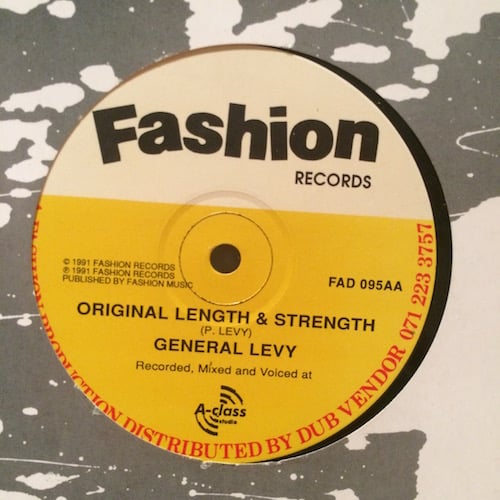 Fashion
RECORDS
© 1991 FASHION RECORDS
℗ 1991 FASHION RECORDS
PUBLISHED BY FASHION MUSIC
FAD 095AA
ORIGINAL LENGTH & STRENGTH
(P. LEVY)
GENERAL LEVY
Recorded, Mixed and Voiced at
A-class
studio
A FASHION PRODUCTION DISTRIBUTED BY DUB VENDOR 071 223 3757